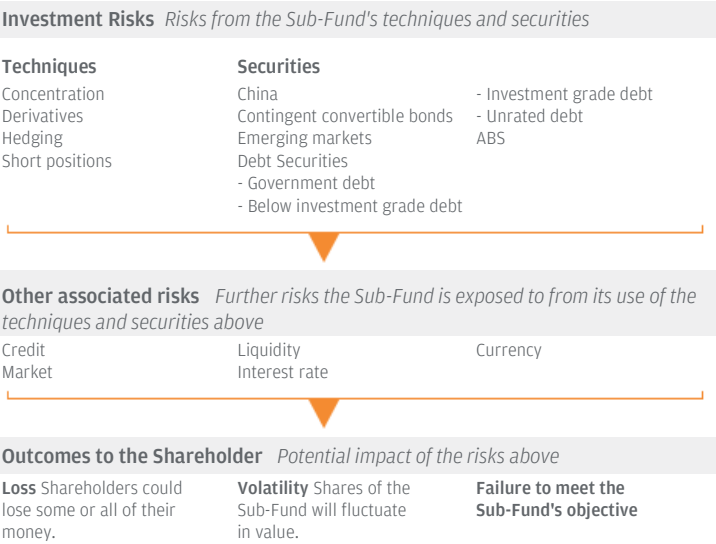 Investment Risks Risks from the Sub-Fund's techniques and securities
Techniques
Concentration
Derivatives
Hedging
Short positions
Securities
China
Contingent convertible bonds
Emerging markets
Debt Securities
- Government debt
- Below investment grade debt
- Investment grade debt
- Unrated debt
ABS
Other associated risks Further risks the Sub-Fund is exposed to from its use of the
techniques and securities above
Credit
Market
Liquidity
Interest rate
Currency
Outcomes to the Shareholder Potential impact of the risks above
Loss Shareholders could
lose some or all of their
money.
Volatility Shares of the
Sub-Fund will fluctuate
in value.
Failure to meet the
Sub-Fund's objective